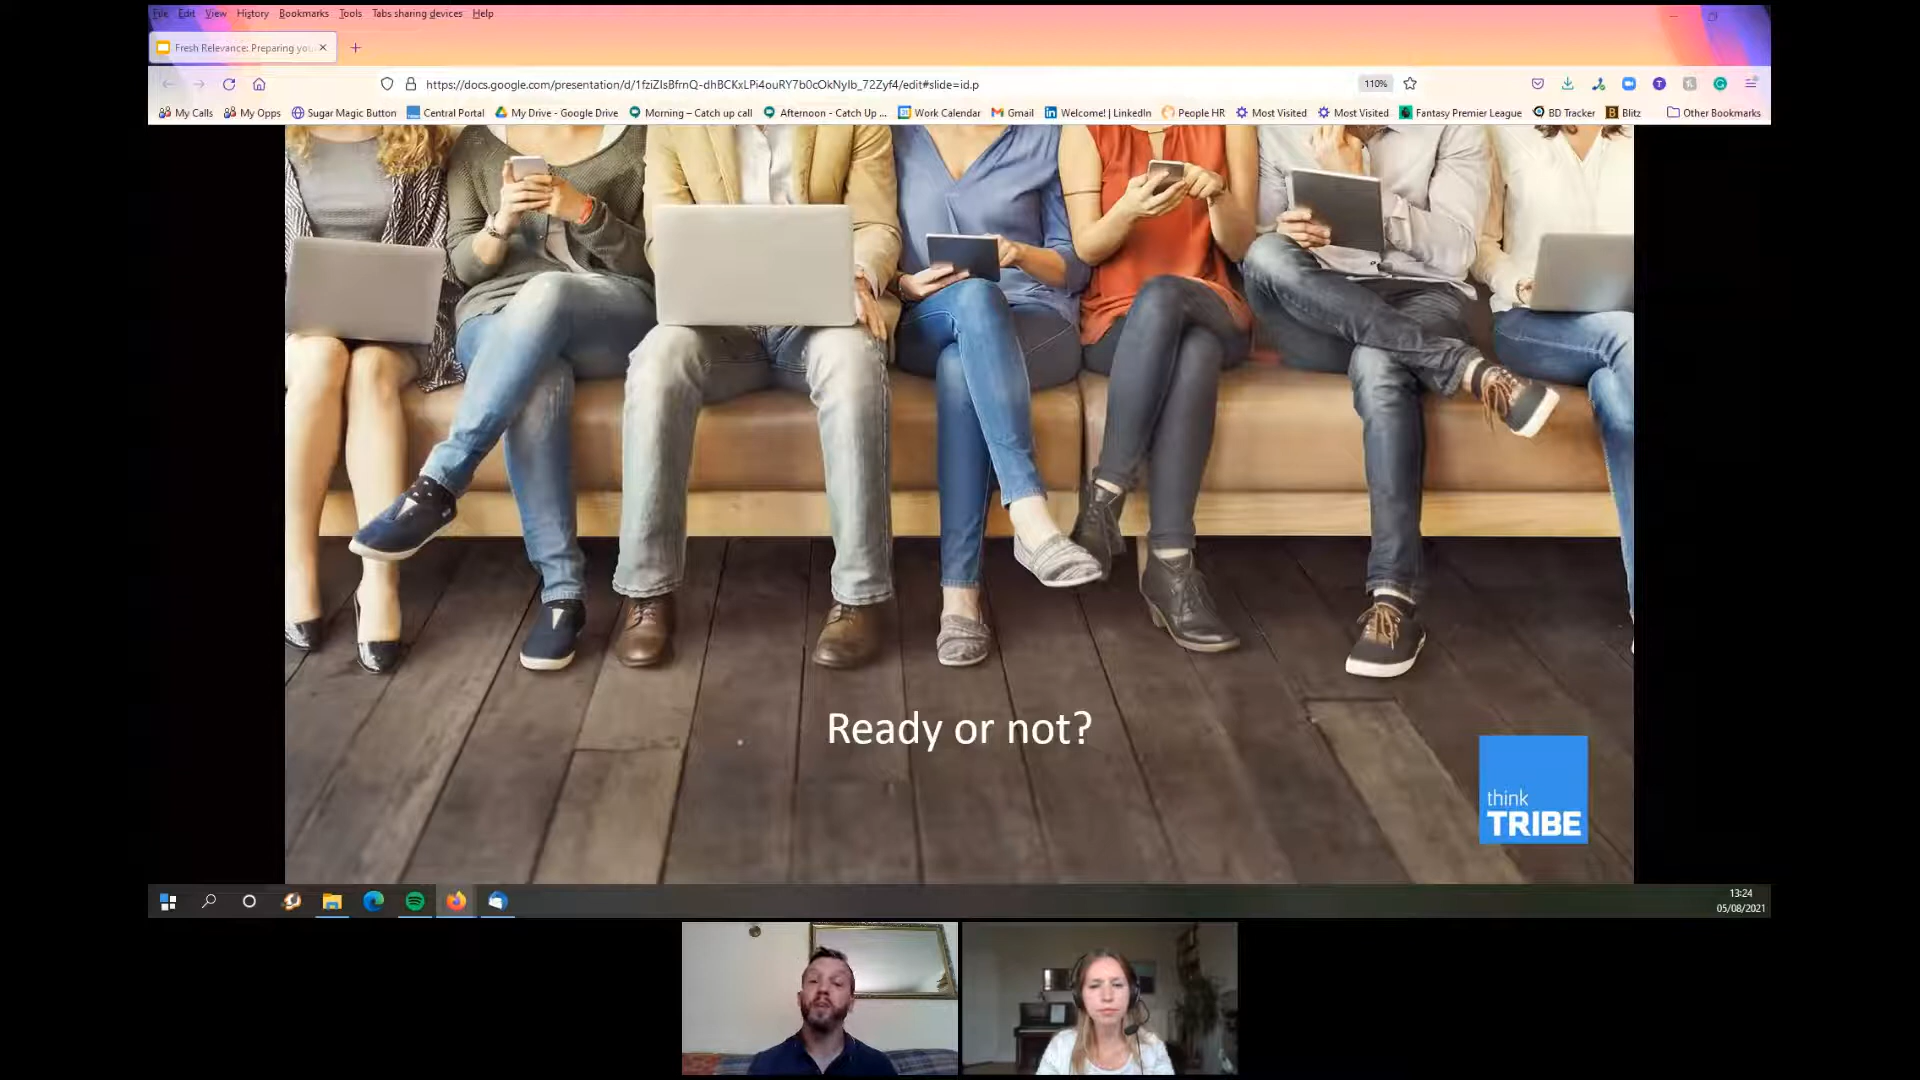 File Edit View History Bookmarks Tools Tabs sharing devices Help
Fresh Relevance: Preparing you
https://docs.google.com/presentation/d/1fziZIsBfrnQ-dhBCKxLPi4ouRY7b0cOkNyIb_72Zyf4/edit#slide=id.p
110%
My Calls My Opps Sugar Magic Button Central Portal My Drive - Google Drive Morning – Catch up call Afternoon - Catch Up ... Work Calendar Gmail Welcome! | LinkedIn People HR Most Visited Most Visited Fantasy Premier League BD Tracker Blitz Other Bookmarks
Ready or not?
think
TRIBE
13:24
05/08/2021